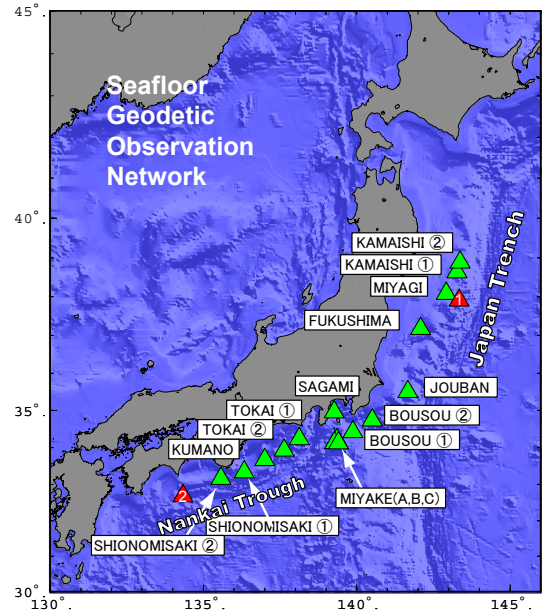 45°.
Seafloor
Geodetic
Observation
Network
40°.
KAMAISHI ②
KAMAISHI ①
MIYAGI
1
FUKUSHIMA
Japan Trench
SAGAMI
JOUBAN
35°.
TOKAI ①
BOUSOU ②
TOKAI ②
BOUSOU ①
KUMANO
2
Nankai Trough
MIYAKE(A,B,C)
SHIONOMISAKI ①
SHIONOMISAKI ②
30°.
130°. 135°. 140°. 145°.